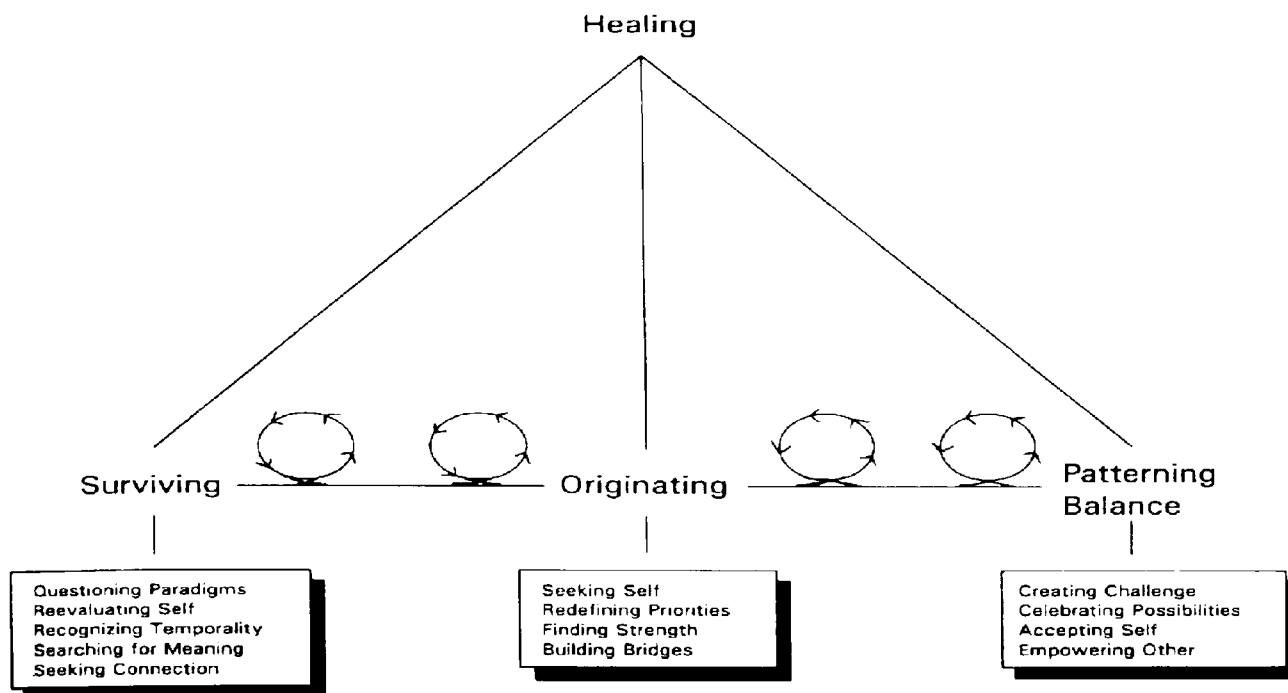 Healing
Surviving
Originating
Patterning
Balance
Questioning Paradigms
Reevaluating Self
Recognizing Temporality
Searching for Meaning
Seeking Connection
Seeking Self
Redefining Priorities
Finding Strength
Building Bridges
Creating Challenge
Celebrating Possibilities
Accepting Self
Empowering Other